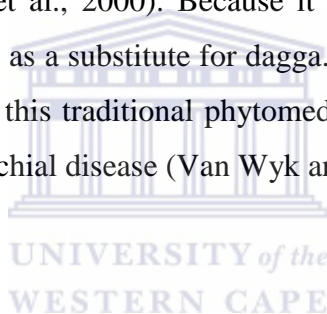 et al., 2000). Because it
as a substitute for dagga.
this traditional phytomed
chial disease (Van Wyk an
UNIVERSITY of the
WESTERN CAPE